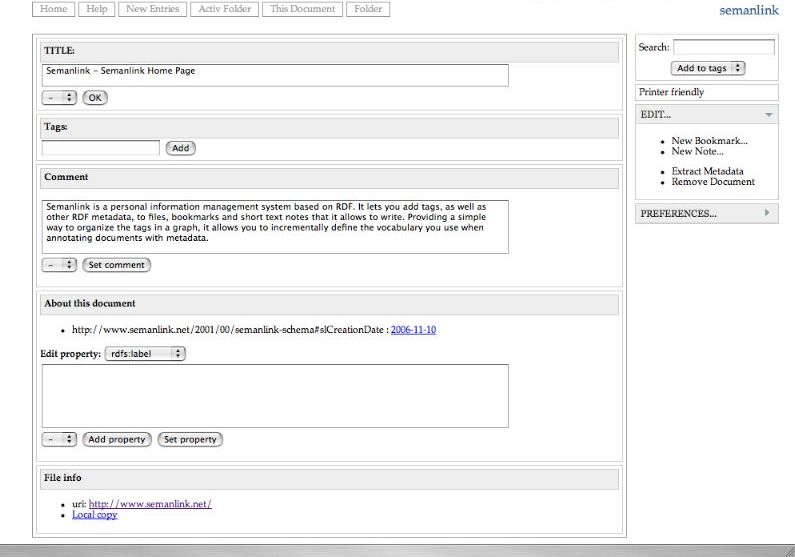 Home Help New Entries Activ Folder This Document Folder
semanlink
TITLE:
Semanlink - Semanlink Home Page
- OK
Tags:
Add
Comment
Semanlink is a personal information management system based on RDF. It lets you add tags, as well as
other RDF metadata, to files, bookmarks and short text notes that it allows to write. Providing a simple
way to organize the tags in a graph, it allows you to incrementally define the vocabulary you use when
annotating documents with metadata.
- Set comment
About this document
• http://www.semanlink.net/2001/00/semanlink-schema#slCreationDate : 2006-11-10
Edit property: rdfs:label
- Add property Set property
File info
• uri: http://www.semanlink.net/
• Local copy
Search:
Add to tags
Printer friendly
EDIT...
• New Bookmark...
• New Note...
• Extract Metadata
• Remove Document
PREFERENCES...